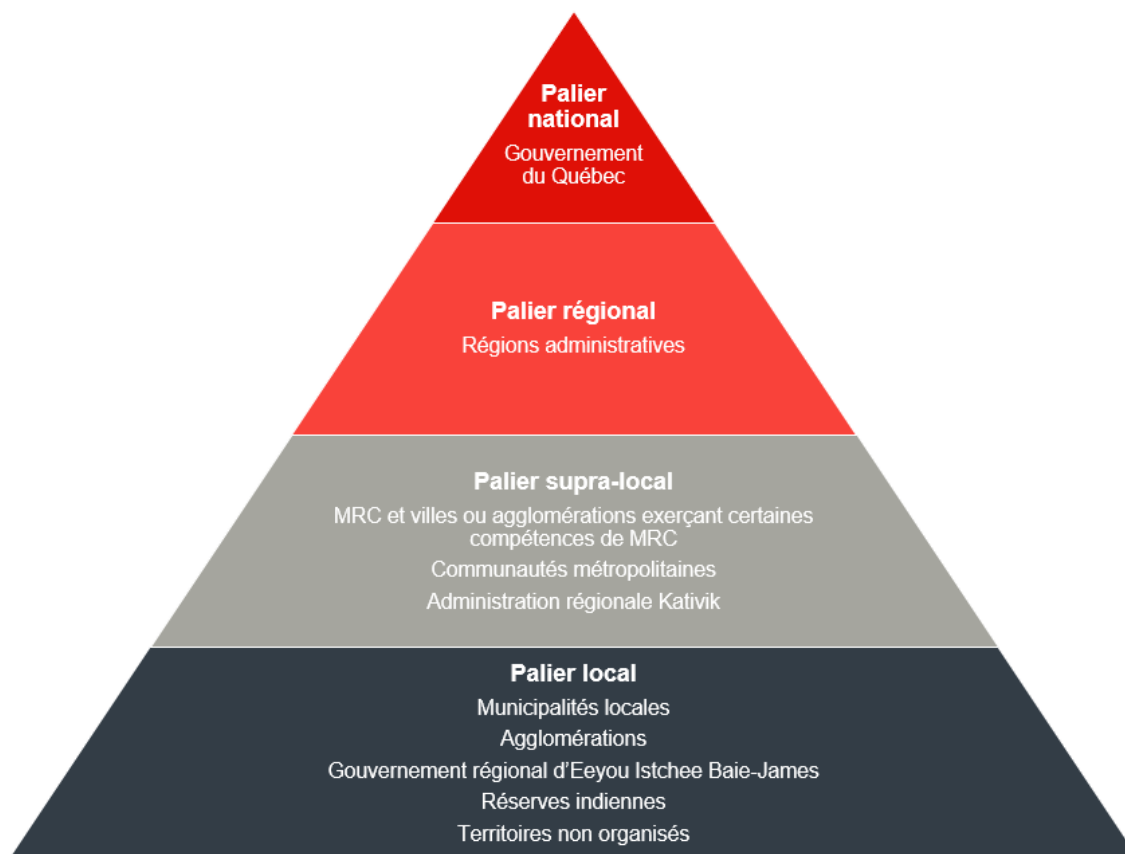 Palier
national
Gouvernement
du Québec
Palier régional
Régions administratives
Palier supra-local
MRC et villes ou agglomérations exerçant certaines
compétences de MRC
Communautés métropolitaines
Administration régionale Kativik
Palier local
Municipalités locales
Agglomérations
Gouvernement régional d'Eeyou Istchee Baie-James
Réserves indiennes
Territoires non organisés